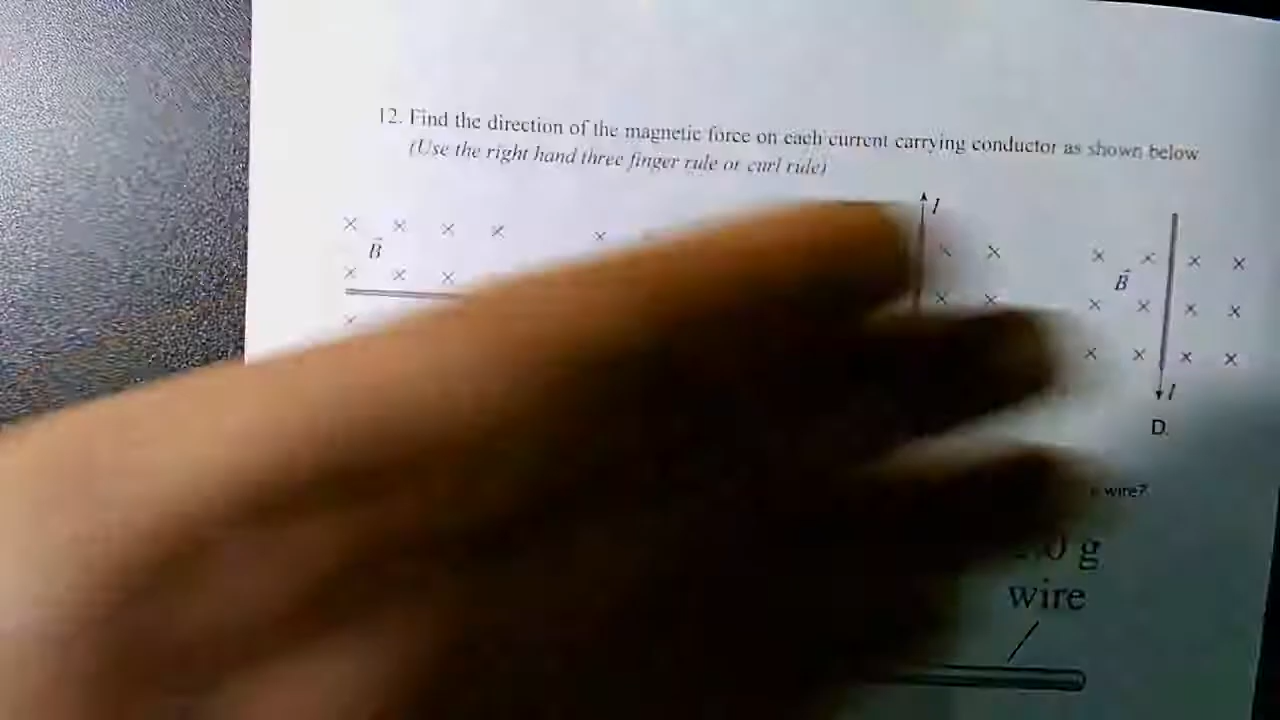 12. Find the direction of the magnetic force on each current carrying conductor as shown below
(Use the right hand three finger rule or curl rule)
I
B
B
I
D.
wire?
0 g
wire